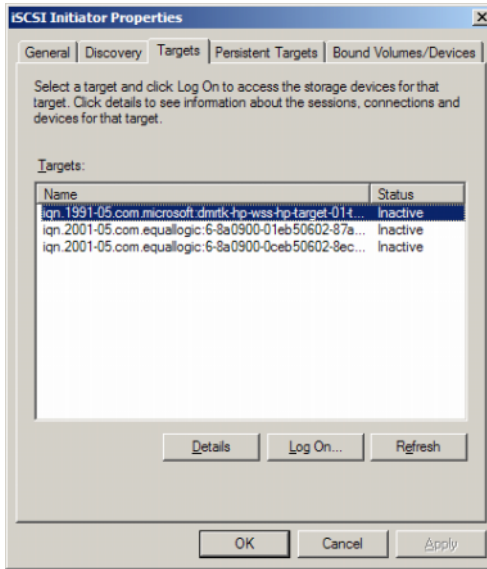 iSCSI Initiator Properties
General Discovery Targets Persistent Targets Bound Volumes/Devices
Select a target and click Log On to access the storage devices for that
target. Click details to see information about the sessions, connections and
devices for that target.
Targets:
Name Status
iqn.1991-05.com.microsoft:dmrtk-hp-wss-hp-target-01-t... Inactive
iqn.2001-05.com.equallogic:6-8a0900-01eb50602-87a... Inactive
iqn.2001-05.com.equallogic:6-8a0900-0ceb50602-8ec... Inactive
Details Log On... Refresh
OK Cancel Apply